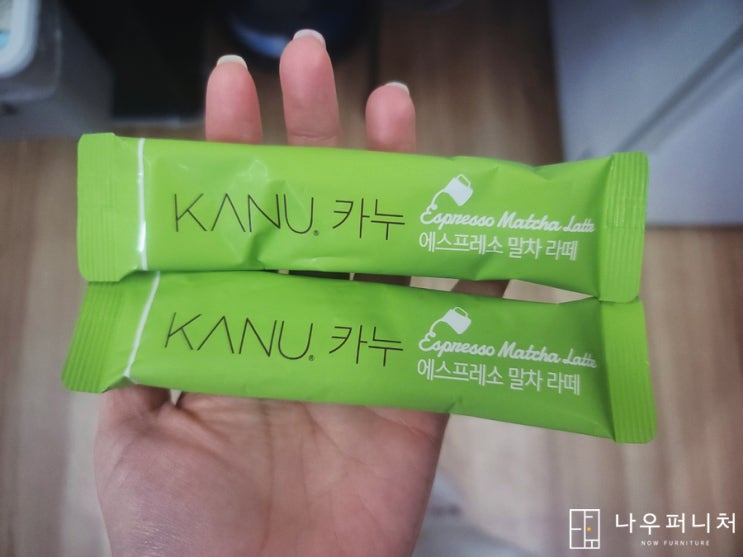 KANU® 카누 Espresso Matcha Latte
에스프레소 말차 라떼
KANU® 카누 Espresso Matcha Latte
에스프레소 말차 라떼
나우퍼니처
NOW FURNITURE